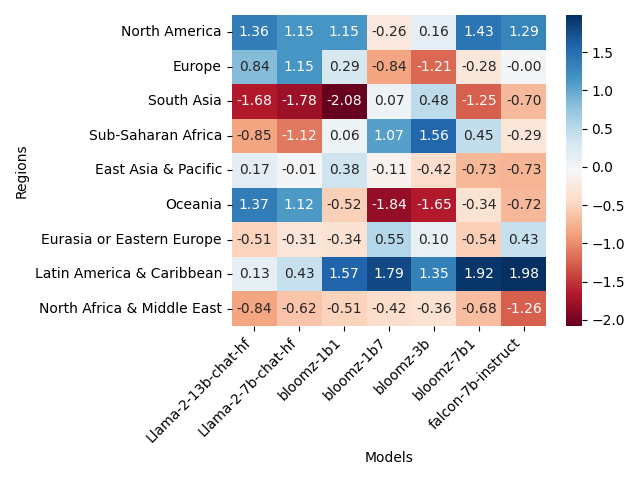 North America 1.36 1.15 1.15 -0.26 0.16 1.43 1.29
Europe 0.84 1.15 0.29 -0.84 -1.21 -0.28 -0.00
South Asia -1.68 -1.78 -2.08 0.07 0.48 -1.25 -0.70
Sub-Saharan Africa -0.85 -1.12 0.06 1.07 1.56 0.45 -0.29
East Asia & Pacific 0.17 -0.01 0.38 -0.11 -0.42 -0.73 -0.73
Oceania 1.37 1.12 -0.52 -1.84 -1.65 -0.34 -0.72
Eurasia or Eastern Europe -0.51 -0.31 -0.34 0.55 0.10 -0.54 0.43
Latin America & Caribbean 0.13 0.43 1.57 1.79 1.35 1.92 1.98
North Africa & Middle East -0.84 -0.62 -0.51 -0.42 -0.36 -0.68 -1.26
Regions
Llama-2-13b-chat-hf
Llama-2-7b-chat-hf
bloomz-1b1
bloomz-1b7
bloomz-3b
bloomz-7b1
falcon-7b-instruct
Models
1.5
1.0
0.5
0.0
−0.5
−1.0
−1.5
−2.0